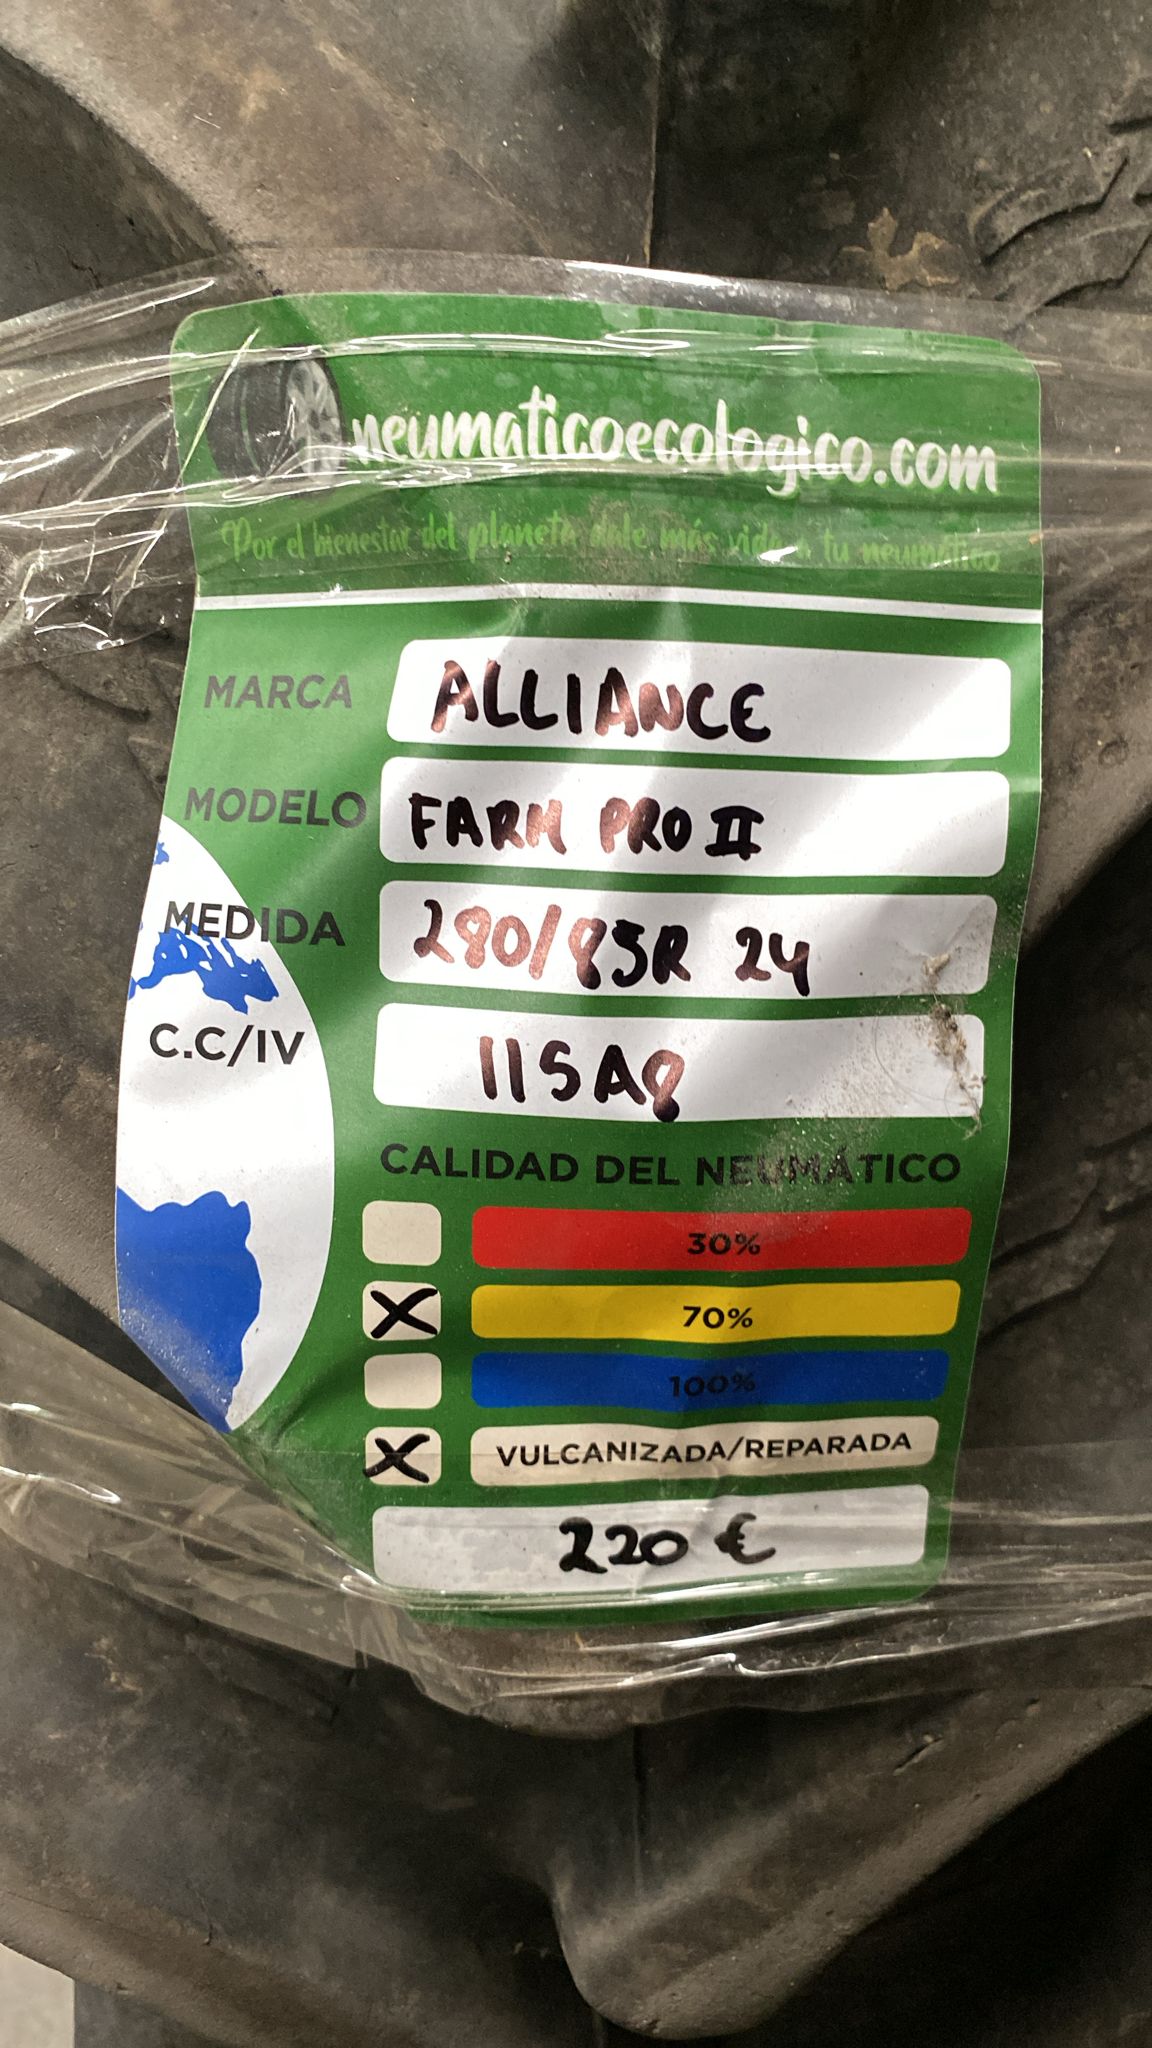 neumaticoecologico.com
Por el bienestar del planeta dale más vida a tu neumático
MARCA ALLIANCE
MODELO FARM PRO II
MEDIDA 280/85R 24
C.C/IV 115A8
CALIDAD DEL NEUMÁTICO
30%
X 70%
100%
X VULCANIZADA/REPARADA
220 €